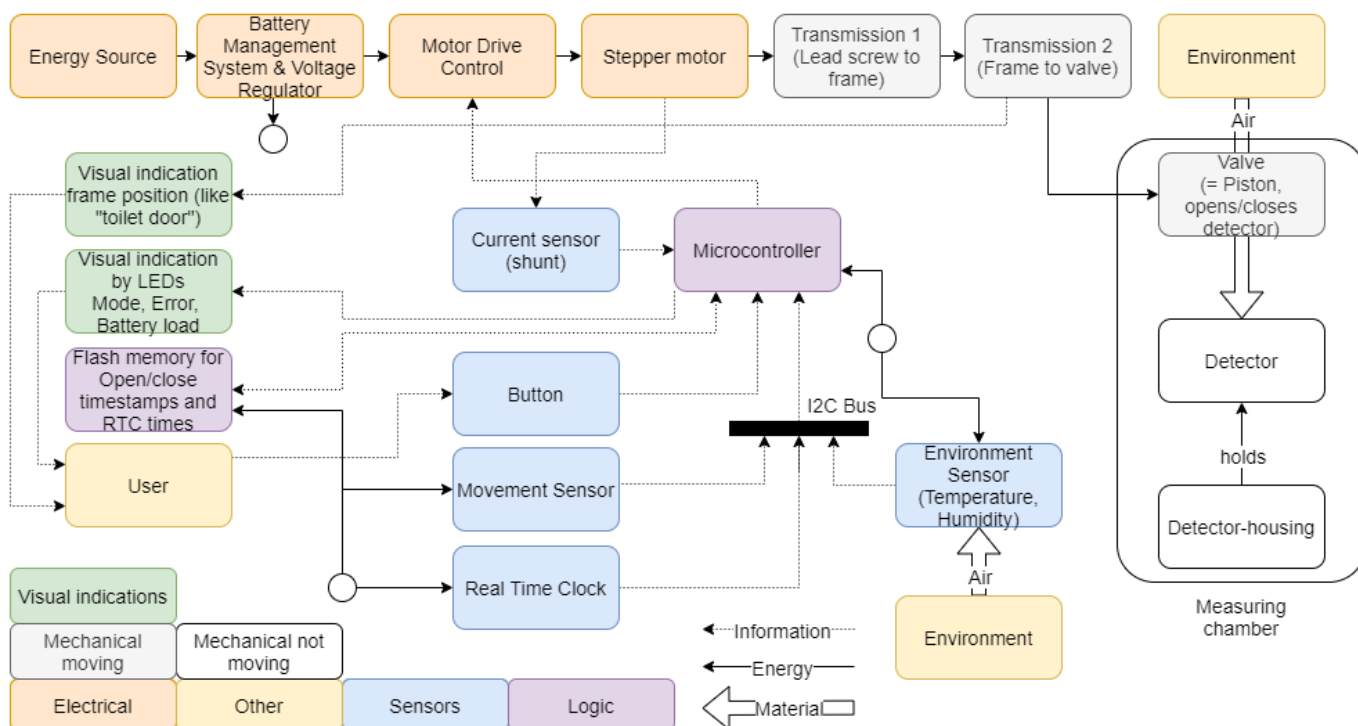 Energy Source
Battery
Management
System & Voltage
Regulator
Motor Drive
Control
Stepper motor
Transmission 1
(Lead screw to
frame)
Transmission 2
(Frame to valve)
Environment
Air
Visual indication
frame position (like
"toilet door")
Valve
(= Piston,
opens/closes
detector)
Current sensor
(shunt)
Microcontroller
Visual indication
by LEDs
Mode, Error,
Battery load
Flash memory for
Open/close
timestamps and
RTC times
Button
Detector
I2C Bus
holds
User
Movement Sensor
Environment
Sensor
(Temperature,
Humidity)
Detector-housing
Real Time Clock
Air
Environment
Measuring
chamber
Visual indications
Mechanical
moving
Mechanical not
moving
Electrical
Other
Sensors
Logic
Information
Energy
Material